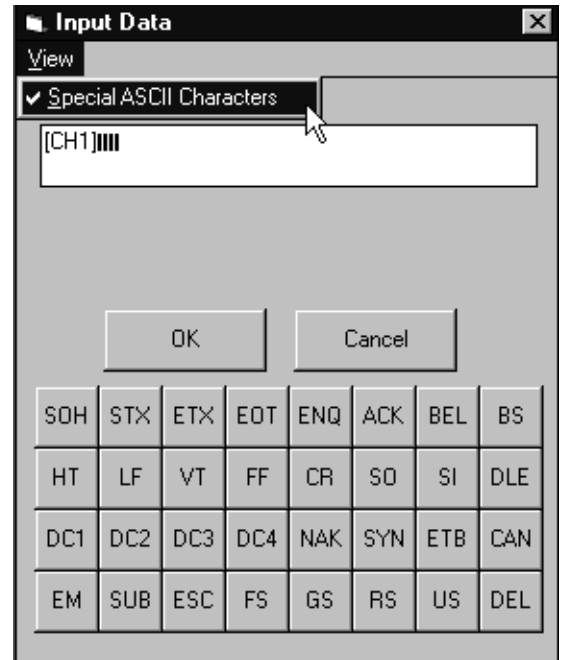 Input Data
View
✔ Special ASCII Characters
[CH1]
OK Cancel
SOH STX ETX EOT ENQ ACK BEL BS
HT LF VT FF CR SO SI DLE
DC1 DC2 DC3 DC4 NAK SYN ETB CAN
EM SUB ESC FS GS RS US DEL